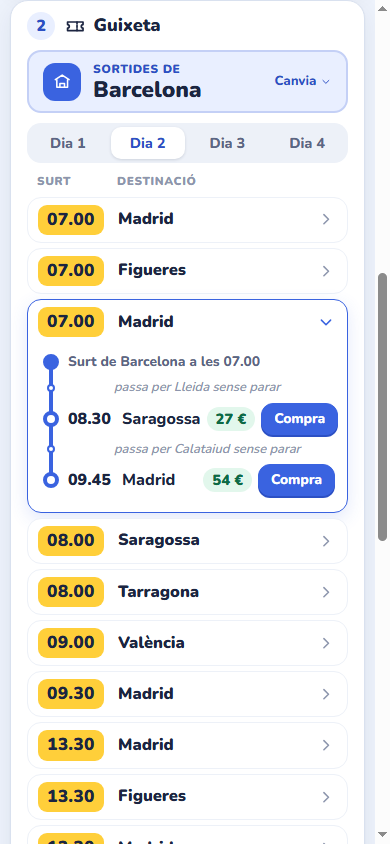 2 Guixeta
SORTIDES DE
Barcelona
Canvia
Dia 1 Dia 2 Dia 3 Dia 4
SURT DESTINACIÓ
07.00 Madrid
07.00 Figueres
07.00 Madrid
Surt de Barcelona a les 07.00
passa per Lleida sense parar
08.30 Saragossa 27 € Compra
passa per Calataiud sense parar
09.45 Madrid 54 € Compra
08.00 Saragossa
08.00 Tarragona
09.00 València
09.30 Madrid
13.30 Madrid
13.30 Figueres